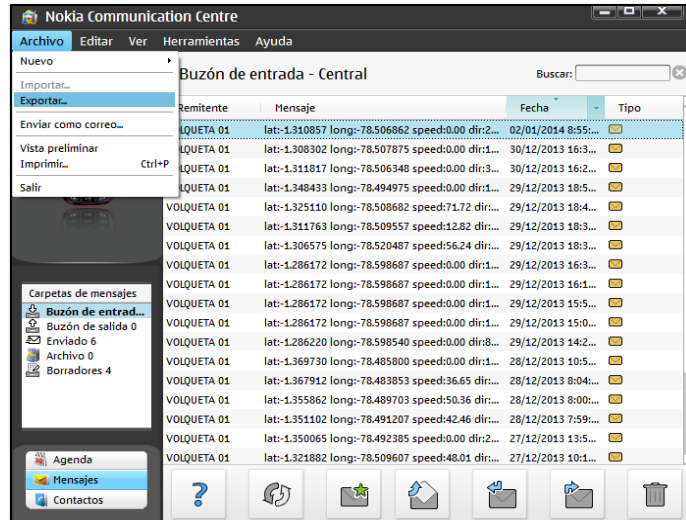 Nokia Communication Centre
Archivo Editar Ver Herramientas Ayuda
Nuevo
Importar...
Exportar...
Enviar como correo...
Vista preliminar
Imprimir... Ctrl+P
Salir
Buzón de entrada - Central Buscar:
Remitente Mensaje Fecha Tipo
VOLQUETA 01 lat:-1.310857 long:-78.506862 speed:0.00 dir:2... 02/01/2014 8:55:...
VOLQUETA 01 lat:-1.308302 long:-78.507875 speed:0.00 dir:1... 30/12/2013 16:3...
VOLQUETA 01 lat:-1.311817 long:-78.506348 speed:0.00 dir:3... 30/12/2013 16:2...
VOLQUETA 01 lat:-1.348433 long:-78.494975 speed:0.00 dir:1... 29/12/2013 18:5...
VOLQUETA 01 lat:-1.325110 long:-78.508682 speed:71.72 dir:... 29/12/2013 18:4...
VOLQUETA 01 lat:-1.311763 long:-78.509557 speed:12.82 dir:... 29/12/2013 18:3...
VOLQUETA 01 lat:-1.306575 long:-78.520487 speed:56.24 dir:... 29/12/2013 18:3...
VOLQUETA 01 lat:-1.286172 long:-78.598687 speed:0.00 dir:1... 29/12/2013 16:3...
VOLQUETA 01 lat:-1.286172 long:-78.598687 speed:0.00 dir:1... 29/12/2013 16:1...
VOLQUETA 01 lat:-1.286172 long:-78.598687 speed:0.00 dir:1... 29/12/2013 15:5...
VOLQUETA 01 lat:-1.286172 long:-78.598687 speed:0.00 dir:1... 29/12/2013 15:0...
VOLQUETA 01 lat:-1.286220 long:-78.598540 speed:0.00 dir:8... 29/12/2013 14:2...
VOLQUETA 01 lat:-1.369730 long:-78.485800 speed:0.00 dir:1... 28/12/2013 10:5...
VOLQUETA 01 lat:-1.367912 long:-78.483853 speed:36.65 dir:... 28/12/2013 8:04:...
VOLQUETA 01 lat:-1.355862 long:-78.489703 speed:50.36 dir:... 28/12/2013 8:00:...
VOLQUETA 01 lat:-1.351102 long:-78.491207 speed:42.46 dir:... 28/12/2013 7:59:...
VOLQUETA 01 lat:-1.350065 long:-78.492385 speed:0.00 dir:2... 27/12/2013 13:5...
VOLQUETA 01 lat:-1.321882 long:-78.509607 speed:48.01 dir:... 27/12/2013 10:1...
Carpetas de mensajes
Buzón de entrad...
Buzón de salida 0
Enviado 6
Archivo 0
Borradores 4
Agenda
Mensajes
Contactos